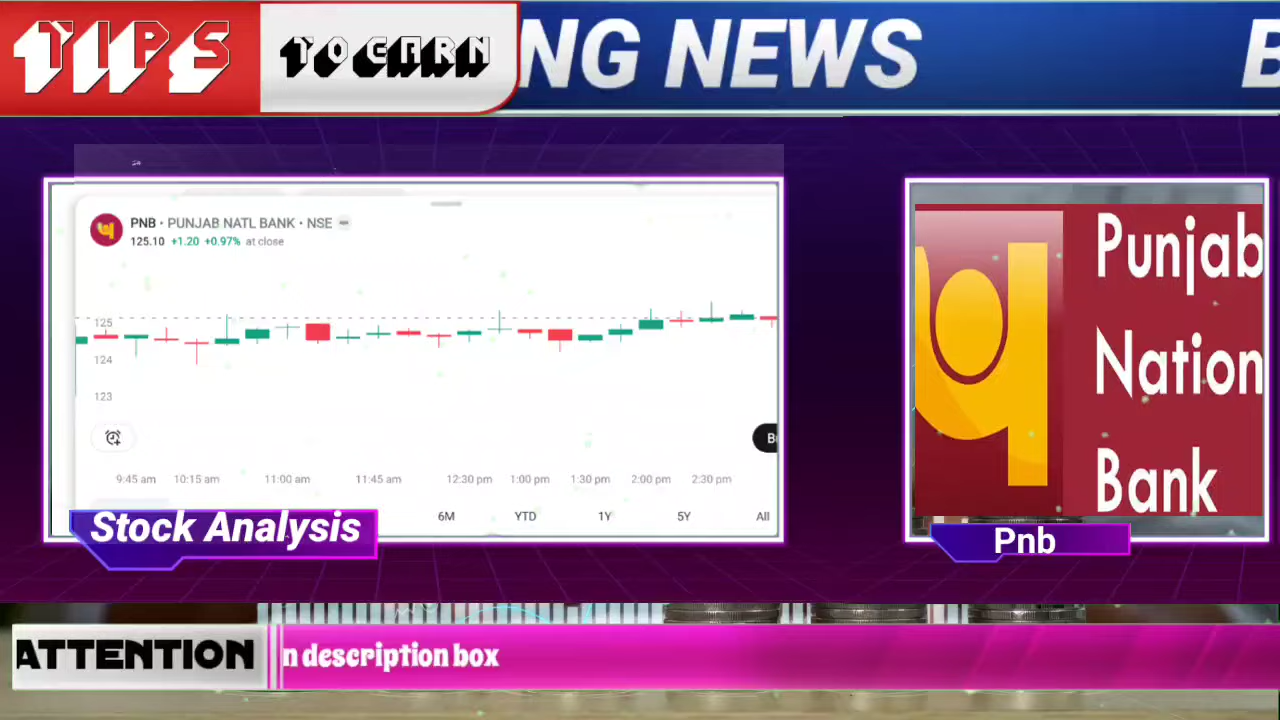 TIPS
TO EARN
NG NEWS
B
PNB • PUNJAB NATL BANK • NSE
125.10 +1.20 +0.97% at close
125
124
123
9:45 am 10:15 am 11:00 am 11:45 am 12:30 pm 1:00 pm 1:30 pm 2:00 pm 2:30 pm
6M YTD 1Y 5Y All
Stock Analysis
Punjab
Nation
Bank
Pnb
ATTENTION
n description box